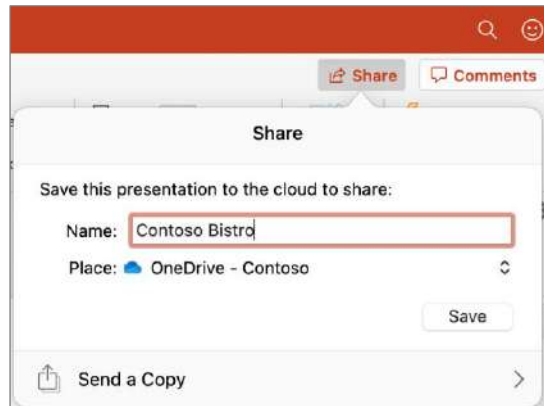 Share
Comments
Share
Save this presentation to the cloud to share:
Name: Contoso Bistro
Place: OneDrive - Contoso
Save
Send a Copy